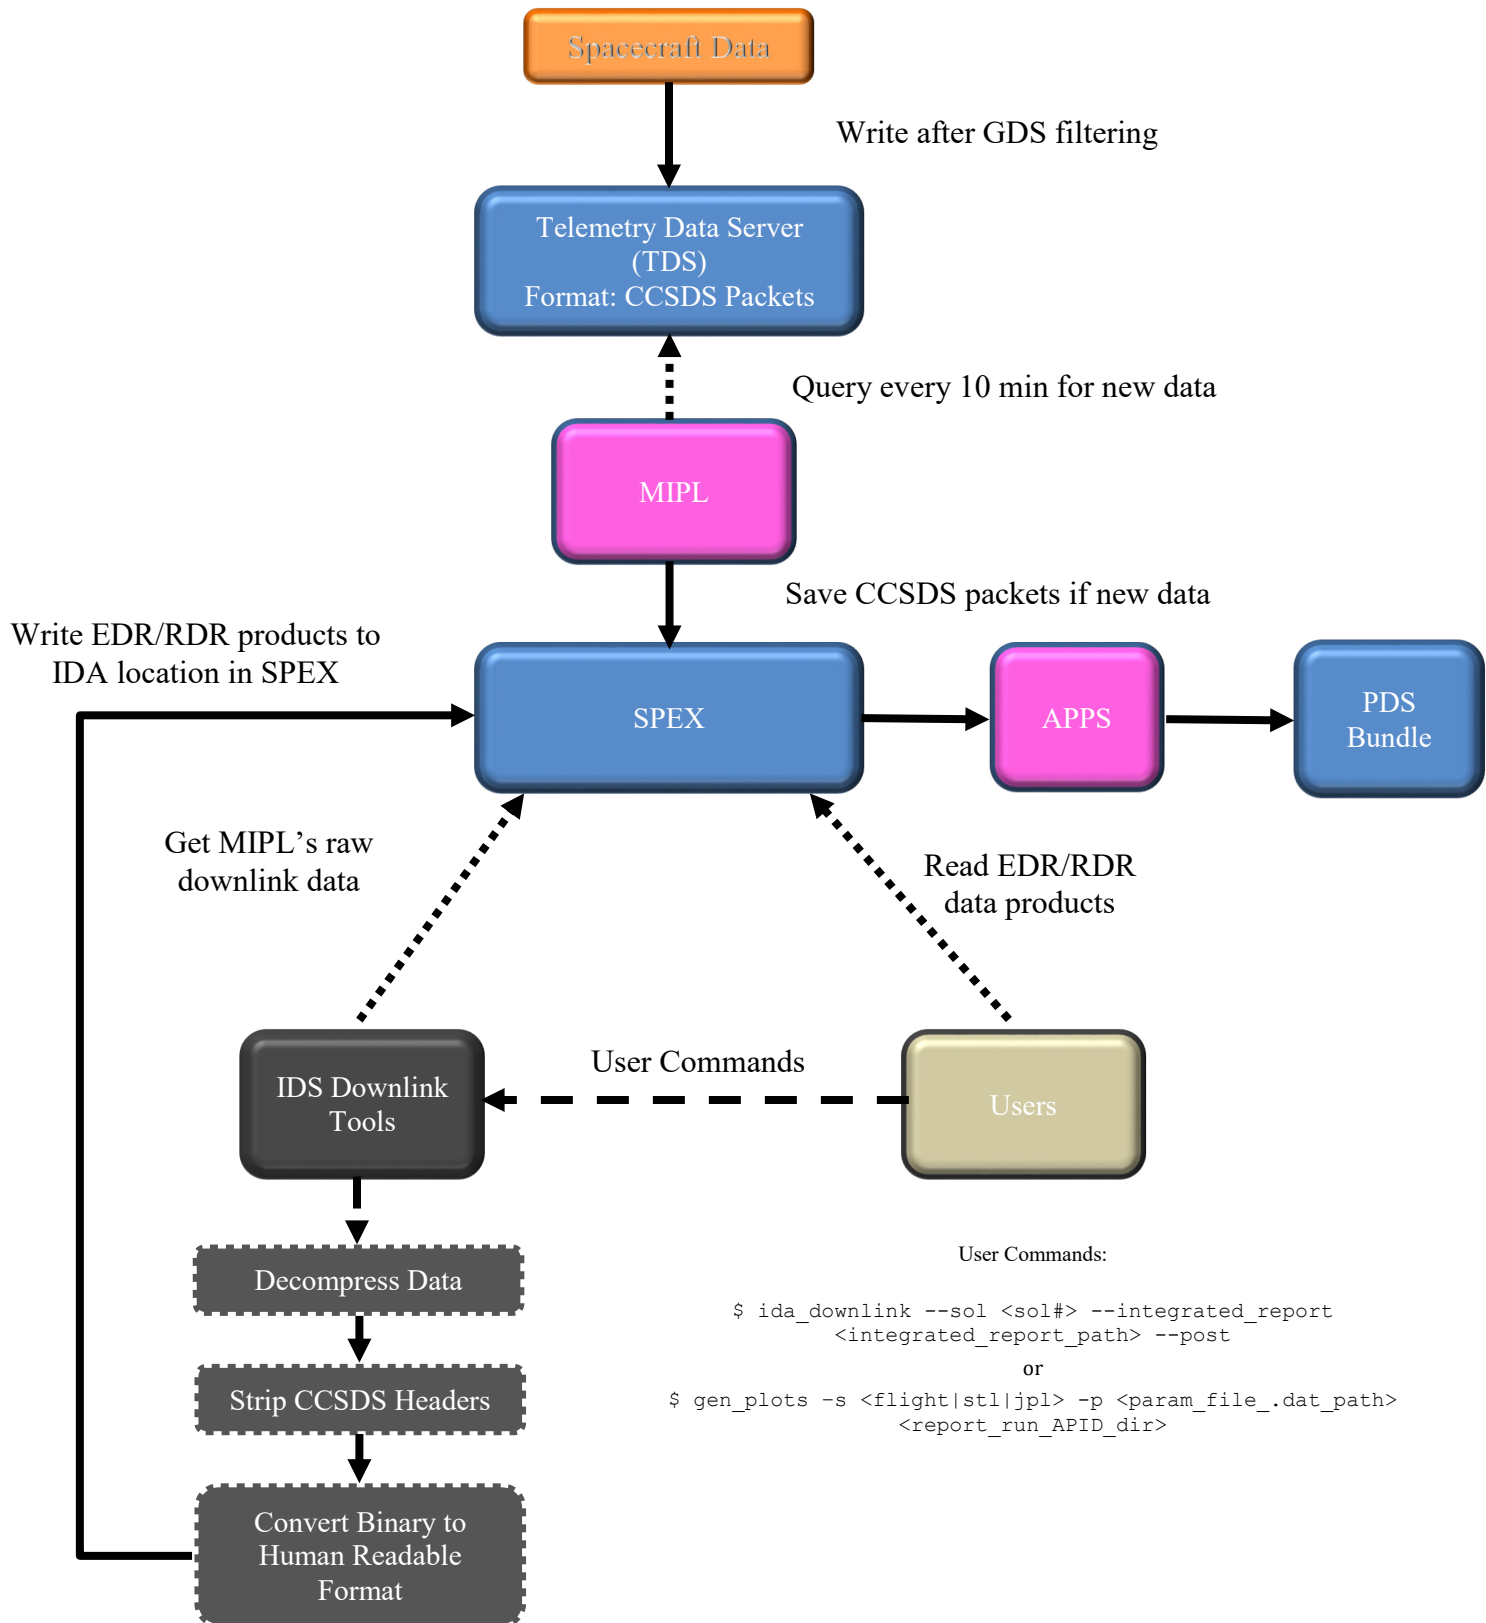 Spacecraft Data
Write after GDS filtering
Telemetry Data Server
(TDS)
Format: CCSDS Packets
Query every 10 min for new data
MIPL
Save CCSDS packets if new data
Write EDR/RDR products to
IDA location in SPEX
SPEX
APPS
PDS
Bundle
Get MIPL’s raw
downlink data
Read EDR/RDR
data products
IDS Downlink
Tools
User Commands
Users
Decompress Data
Strip CCSDS Headers
Convert Binary to
Human Readable
Format
User Commands:
$ ida_downlink --sol <sol#> --integrated_report
<integrated_report_path> --post
or
$ gen_plots –s <flight|stl|jpl> -p <param_file_.dat_path>
<report_run_APID_dir>